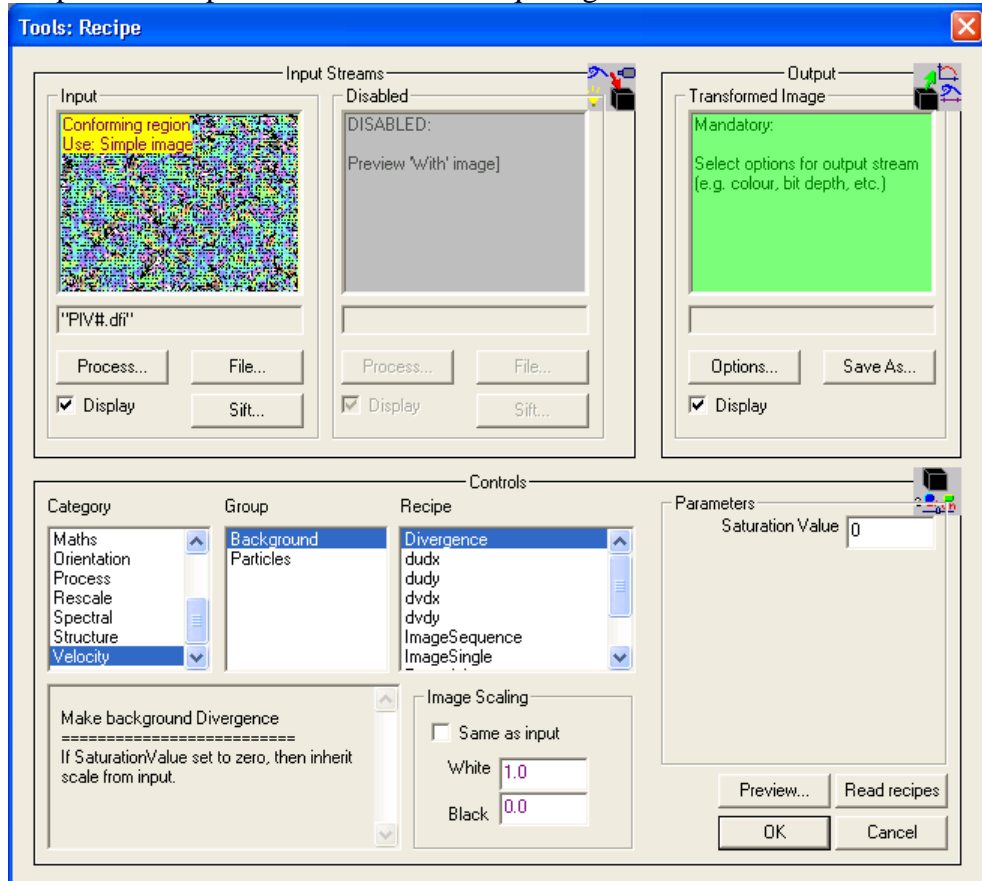 Tools: Recipe
Input Streams
Input
Conforming region
Use: Simple image
"PIV#.dfi"
Process...
File...
Display
Sift...
Disabled
DISABLED:
Preview 'With' image]
Process...
File...
Display
Sift...
Output
Transformed Image
Mandatory:
Select options for output stream
(e.g. colour, bit depth, etc.)
Options...
Save As...
Display
Controls
Category
Maths
Orientation
Process
Rescale
Spectral
Structure
Velocity
Group
Background
Particles
Recipe
Divergence
dudx
dudy
dvdx
dvdy
ImageSequence
ImageSingle
Parameters
Saturation Value
0
Make background Divergence
==========================
If SaturationValue set to zero, then inherit
scale from input.
Image Scaling
Same as input
White
1.0
Black
0.0
Preview...
Read recipes
OK
Cancel